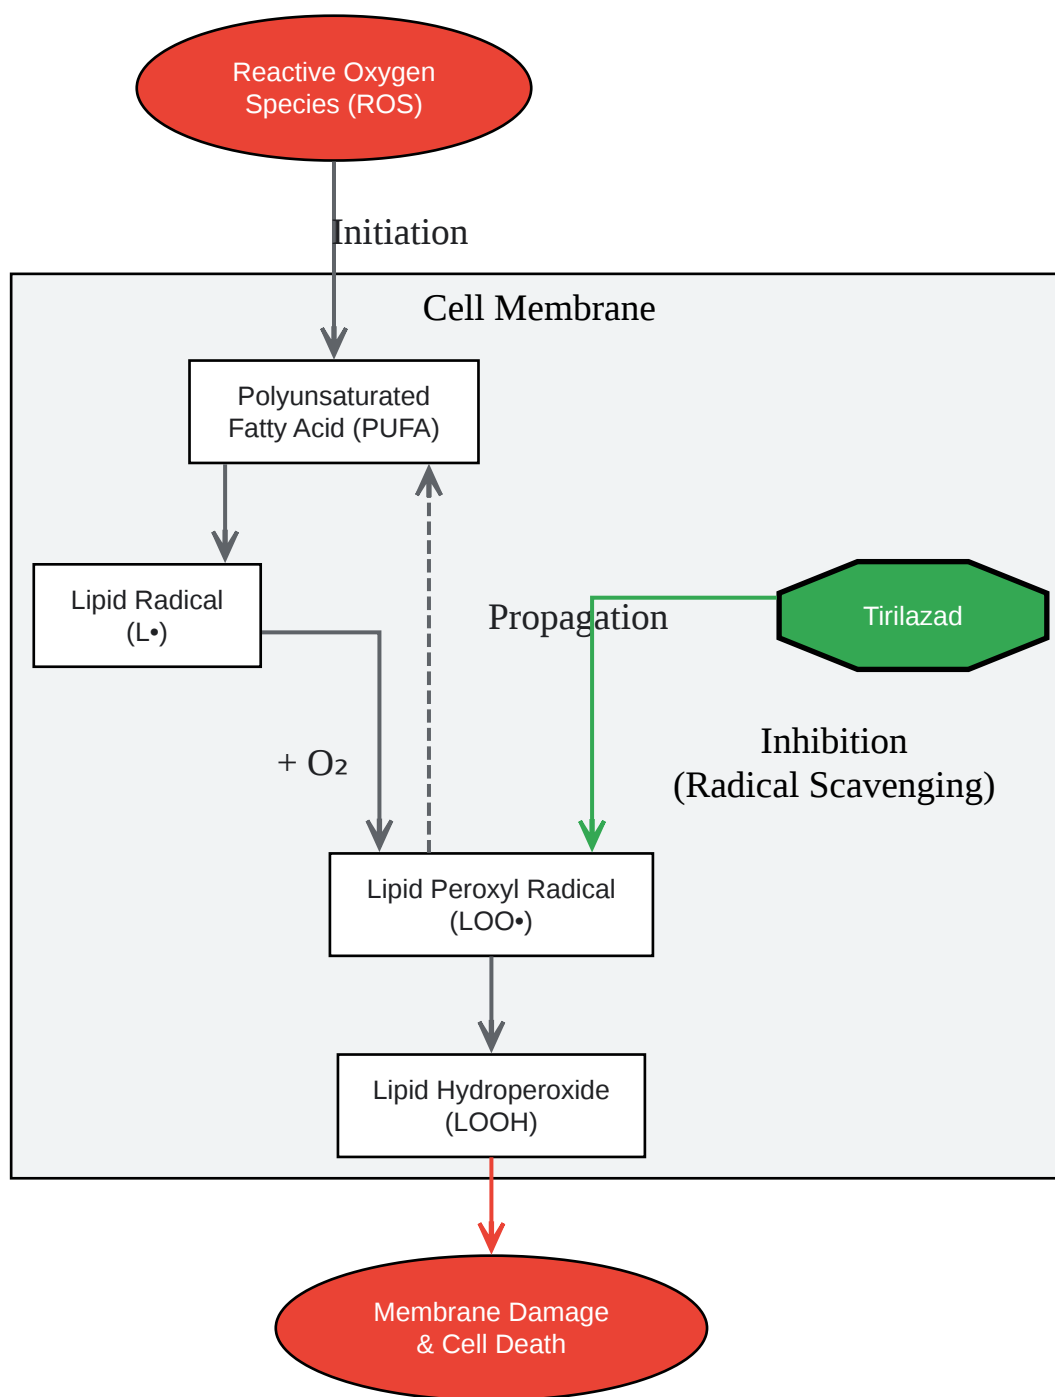 Reactive Oxygen
Species (ROS)
Initiation
Cell Membrane
Polyunsaturated
Fatty Acid (PUFA)
Lipid Radical
(L•)
Propagation
Tirilazad
+ O₂
Inhibition
(Radical Scavenging)
Lipid Peroxyl Radical
(LOO•)
Lipid Hydroperoxide
(LOOH)
Membrane Damage
& Cell Death